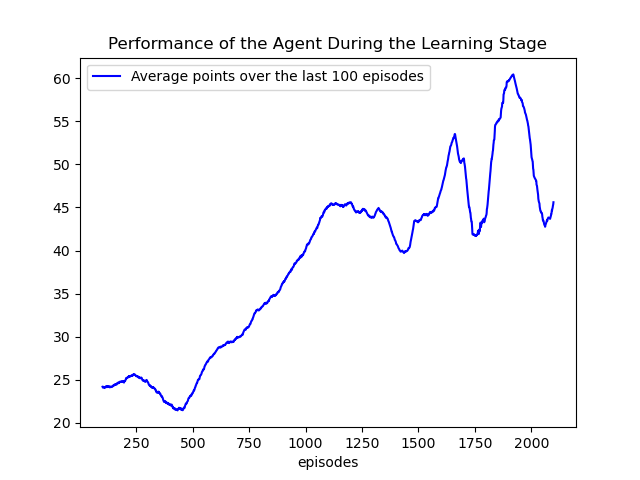 Performance of the Agent During the Learning Stage
Average points over the last 100 episodes
60
55
50
45
40
35
30
25
20
250 500 750 1000 1250 1500 1750 2000
episodes